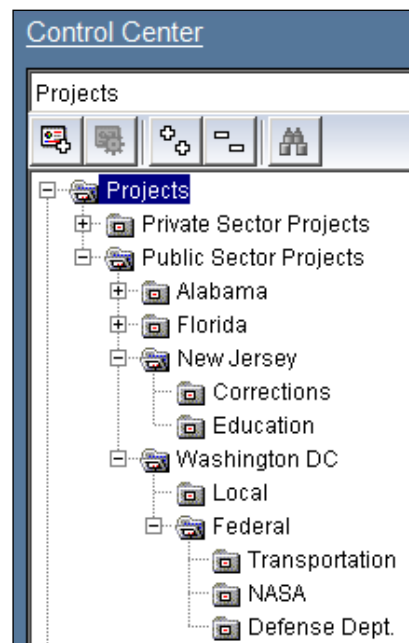 Control Center
Projects
Projects
Private Sector Projects
Public Sector Projects
Alabama
Florida
New Jersey
Corrections
Education
Washington DC
Local
Federal
Transportation
NASA
Defense Dept.